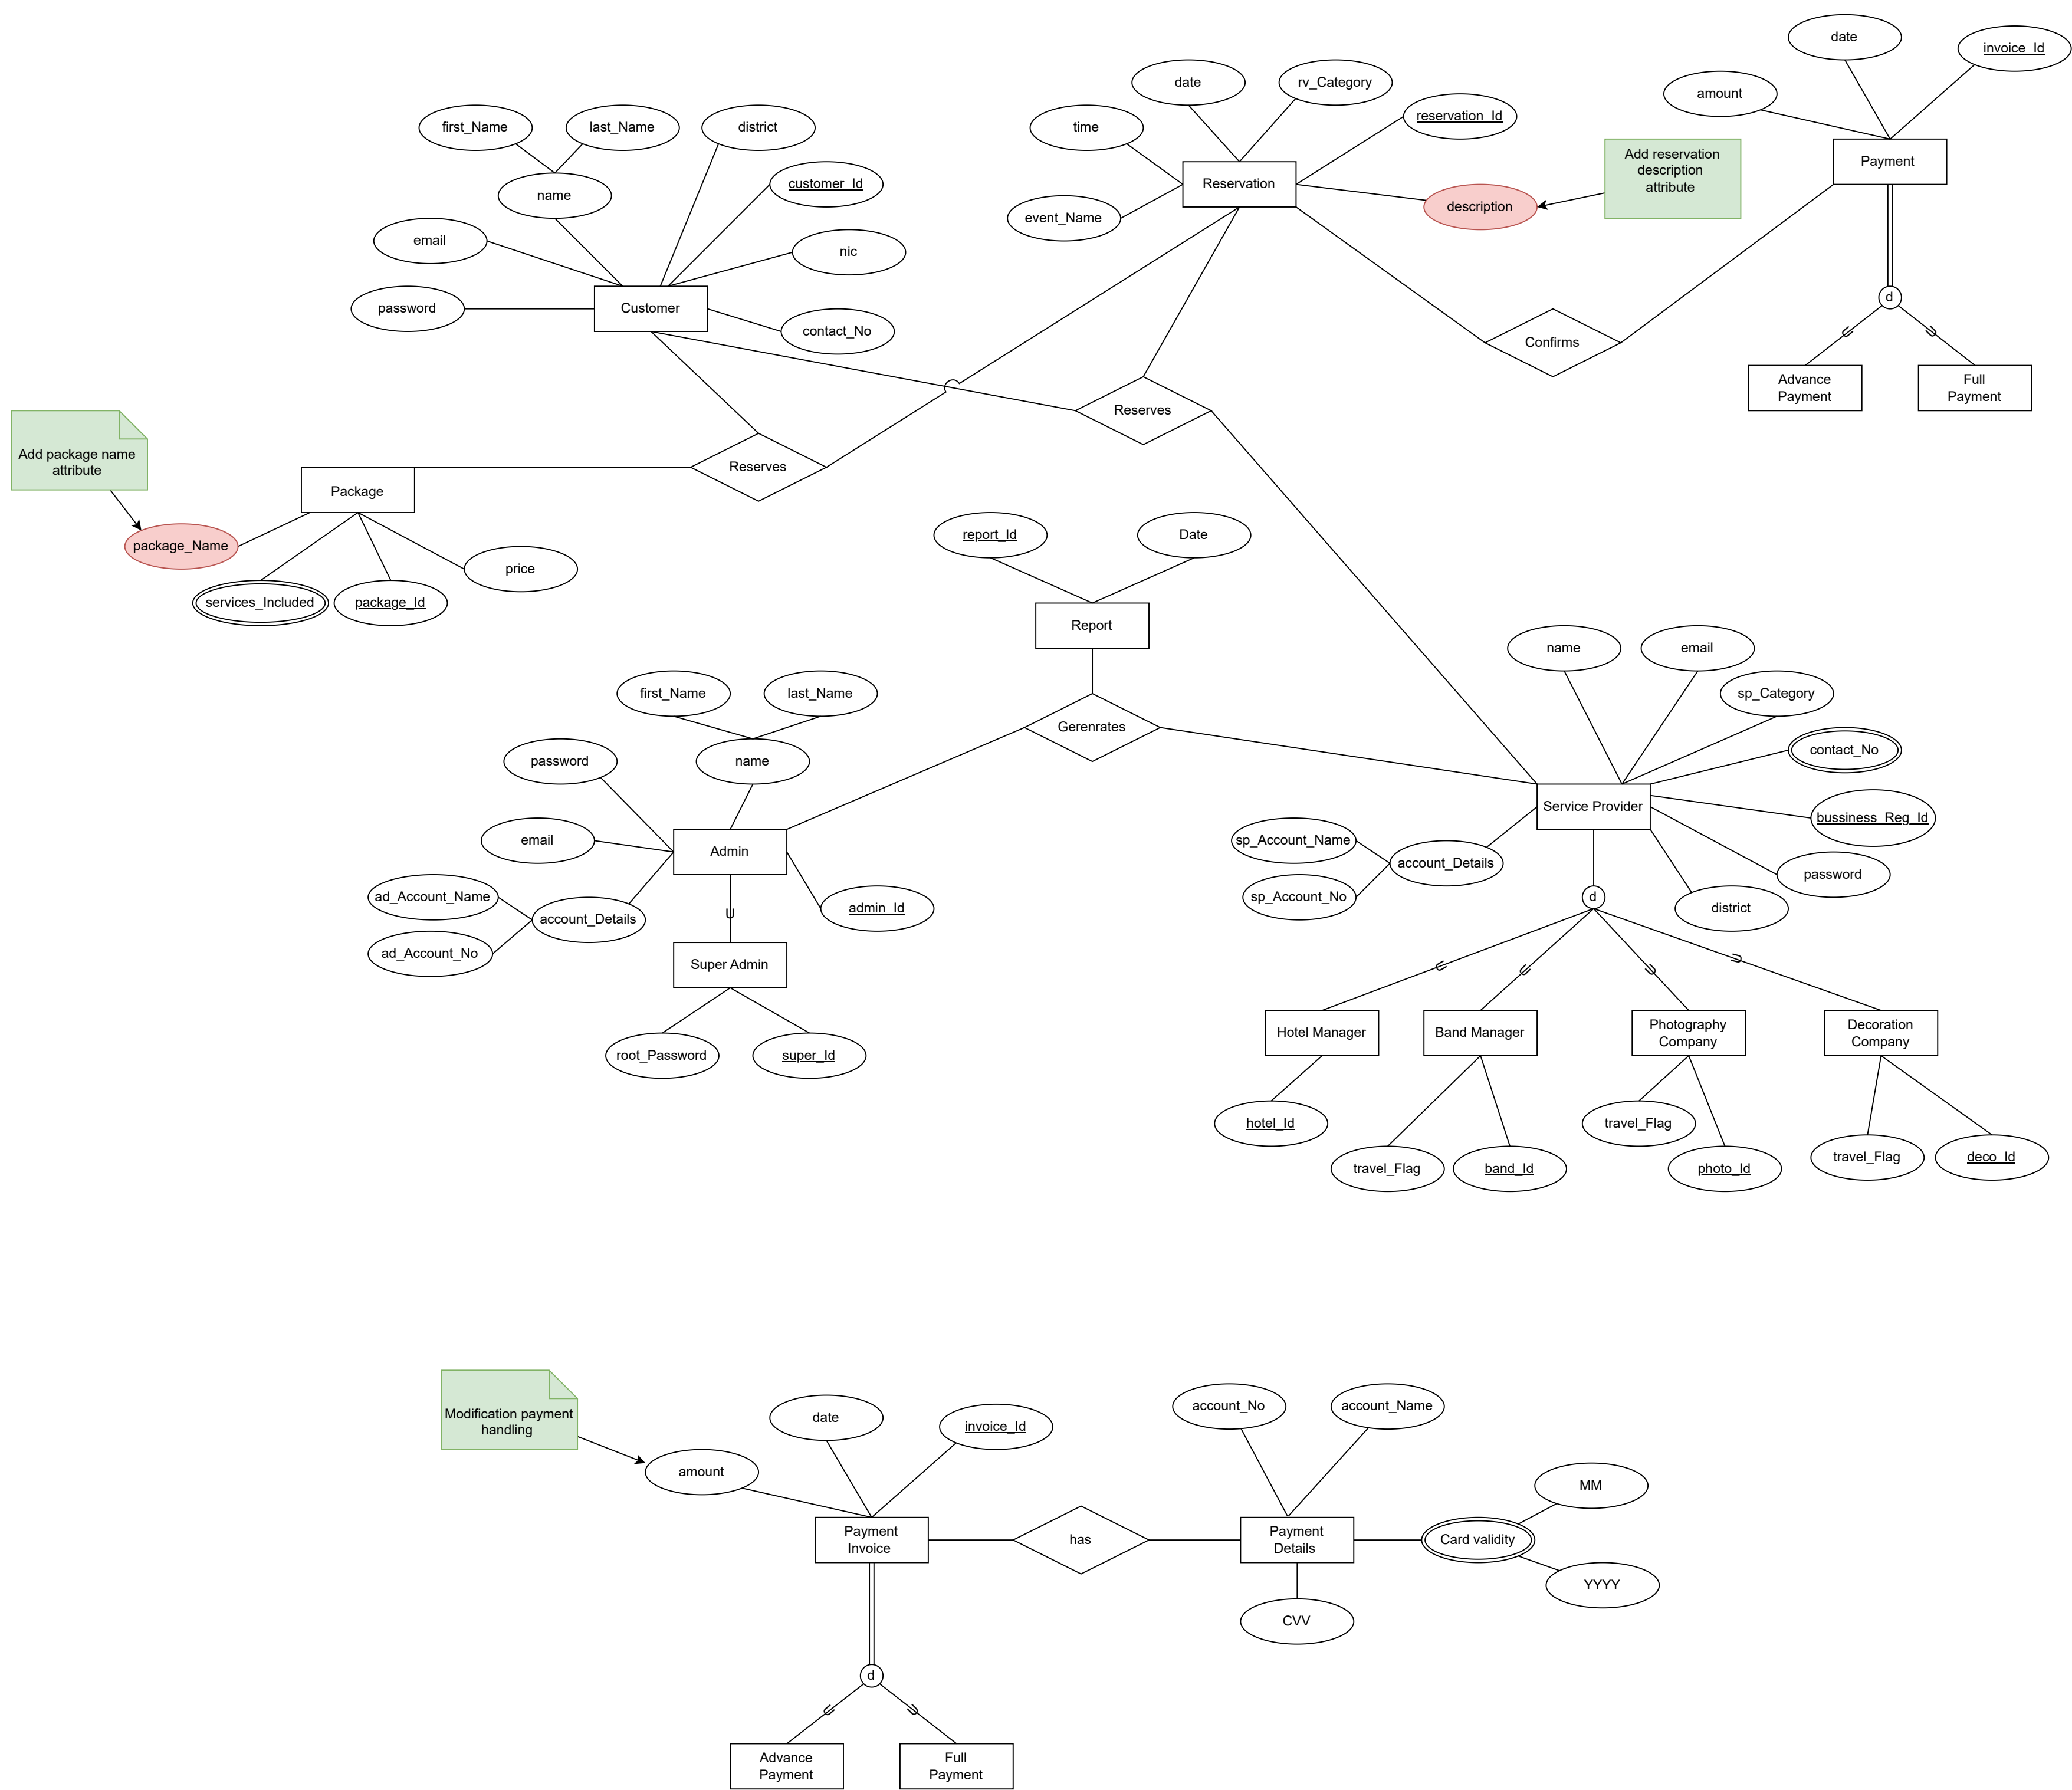 date
invoice_Id
amount
Payment
date
rv_Category
time
reservation_Id
Reservation
event_Name
description
Add reservation
description
attribute
first_Name
last_Name
district
name
customer_Id
email
nic
password
Customer
contact_No
Confirms
d
U
U
Advance
Payment
Full
Payment
Reserves
Reserves
Add package name
attribute
Package
package_Name
services_Included
package_Id
price
report_Id
Date
Report
Gerenrates
first_Name
last_Name
name
password
email
Admin
ad_Account_Name
account_Details
ad_Account_No
admin_Id
U
Super Admin
root_Password
super_Id
name
email
sp_Category
contact_No
Service Provider
bussiness_Reg_Id
sp_Account_Name
account_Details
sp_Account_No
password
district
d
U
U
U
U
Hotel Manager
Band Manager
Photography
Company
Decoration
Company
hotel_Id
travel_Flag
band_Id
travel_Flag
photo_Id
travel_Flag
deco_Id
Modification payment
handling
date
invoice_Id
amount
Payment
Invoice
has
account_No
account_Name
Payment
Details
MM
Card validity
YYYY
CVV
d
U
U
Advance
Payment
Full
Payment